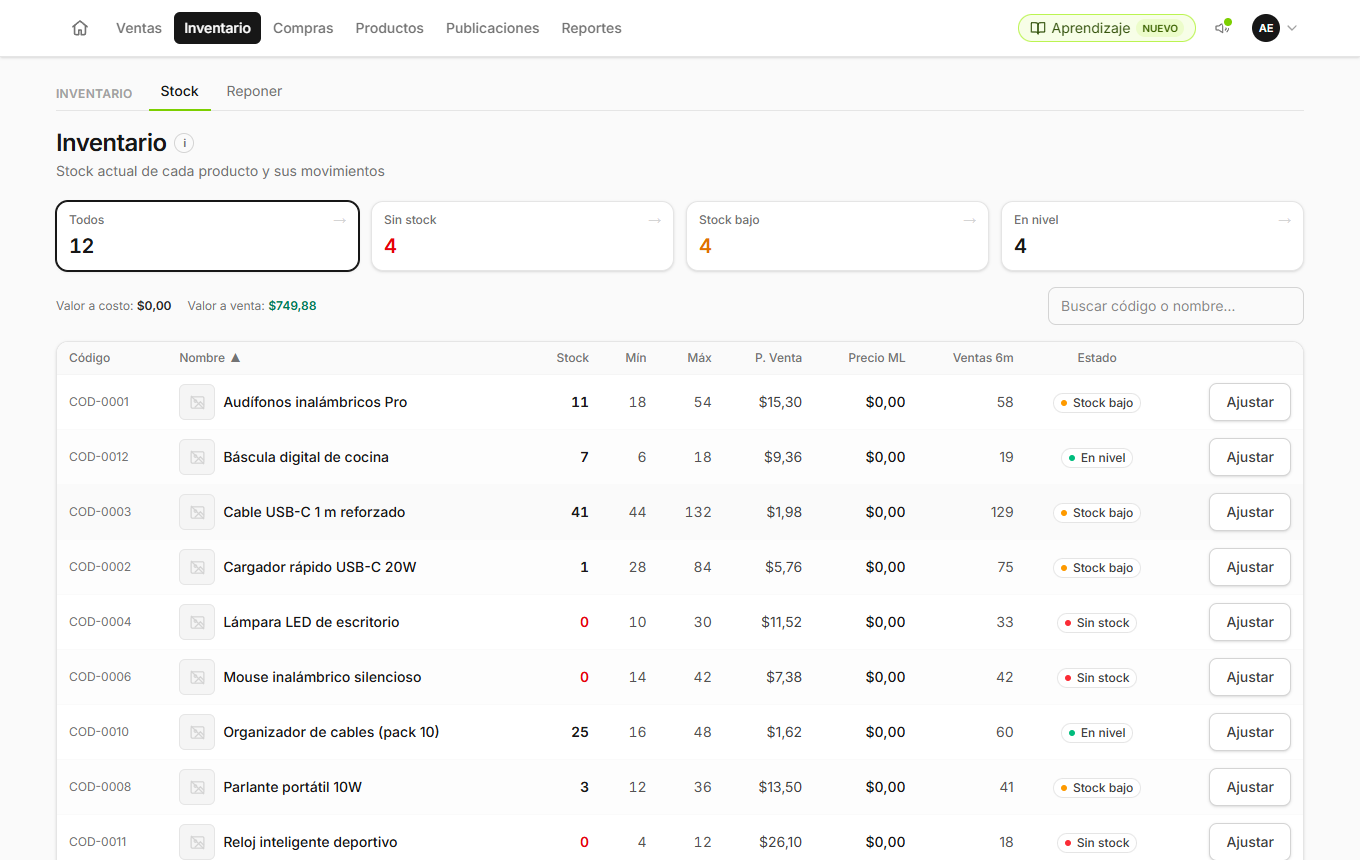 Ventas Inventario Compras Productos Publicaciones Reportes Aprendizaje NUEVO AE
INVENTARIO Stock Reponer
Inventario i
Stock actual de cada producto y sus movimientos
Todos → Sin stock → Stock bajo → En nivel →
12 4 4 4
Valor a costo: $0,00 Valor a venta: $749,88 Buscar código o nombre...
Código Nombre ▲ Stock Mín Máx P. Venta Precio ML Ventas 6m Estado
COD-0001 Audífonos inalámbricos Pro 11 18 54 $15,30 $0,00 58 Stock bajo Ajustar
COD-0012 Báscula digital de cocina 7 6 18 $9,36 $0,00 19 En nivel Ajustar
COD-0003 Cable USB-C 1 m reforzado 41 44 132 $1,98 $0,00 129 Stock bajo Ajustar
COD-0002 Cargador rápido USB-C 20W 1 28 84 $5,76 $0,00 75 Stock bajo Ajustar
COD-0004 Lámpara LED de escritorio 0 10 30 $11,52 $0,00 33 Sin stock Ajustar
COD-0006 Mouse inalámbrico silencioso 0 14 42 $7,38 $0,00 42 Sin stock Ajustar
COD-0010 Organizador de cables (pack 10) 25 16 48 $1,62 $0,00 60 En nivel Ajustar
COD-0008 Parlante portátil 10W 3 12 36 $13,50 $0,00 41 Stock bajo Ajustar
COD-0011 Reloj inteligente deportivo 0 4 12 $26,10 $0,00 18 Sin stock Ajustar